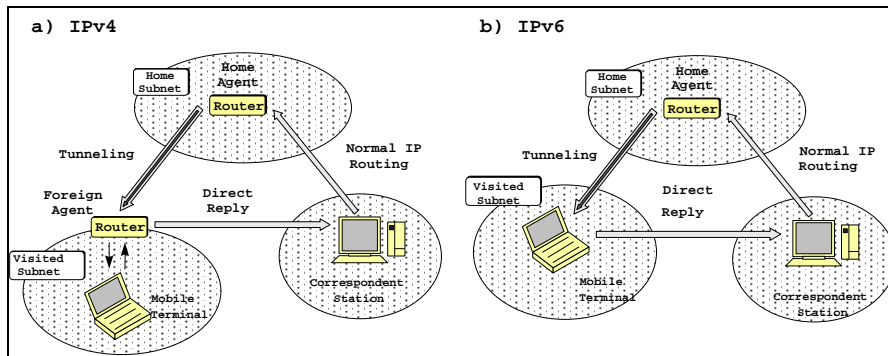 a) IPv4
Home
Subnet
Home
Agent
Router
Tunneling
Normal IP
Routing
Foreign
Agent
Direct
Reply
Router
Visited
Subnet
Mobile
Terminal
Correspondent
Station
b) IPv6
Home
Subnet
Home
Agent
Router
Tunneling
Normal IP
Routing
Visited
Subnet
Direct
Reply
Mobile
Terminal
Correspondent
Station